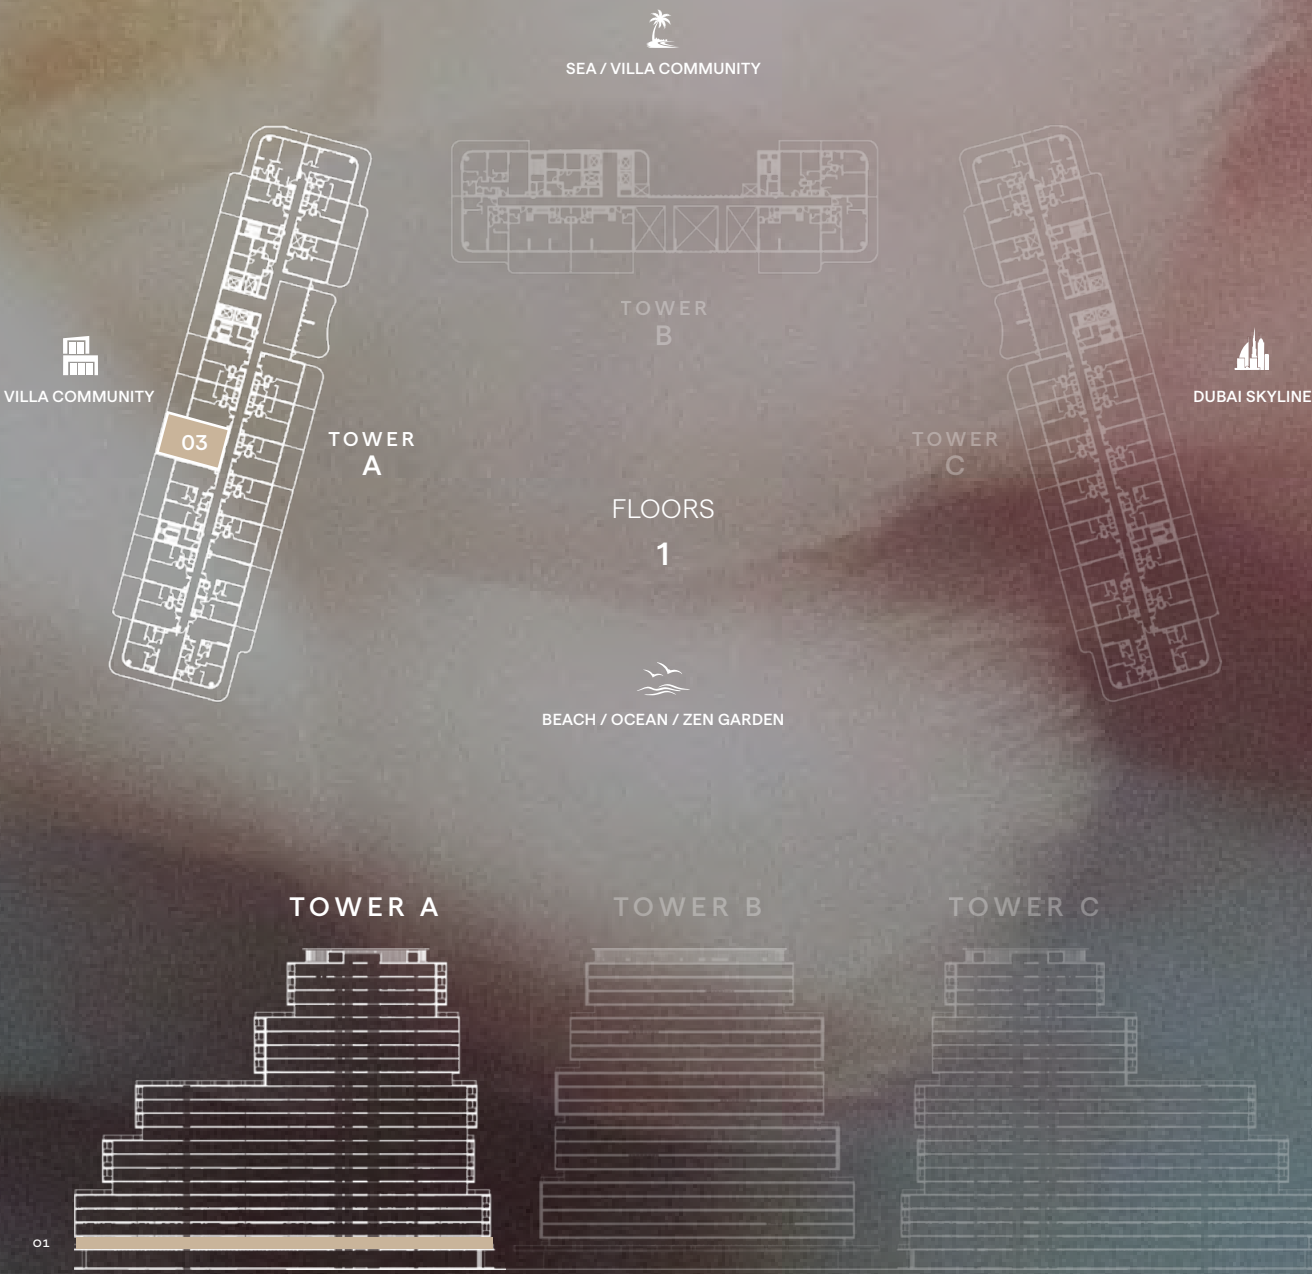 SEA / VILLA COMMUNITY
TOWER
B
VILLA COMMUNITY
DUBAI SKYLINE
03
TOWER
A
TOWER
C
FLOORS
1
BEACH / OCEAN / ZEN GARDEN
TOWER A
TOWER B
TOWER C
01